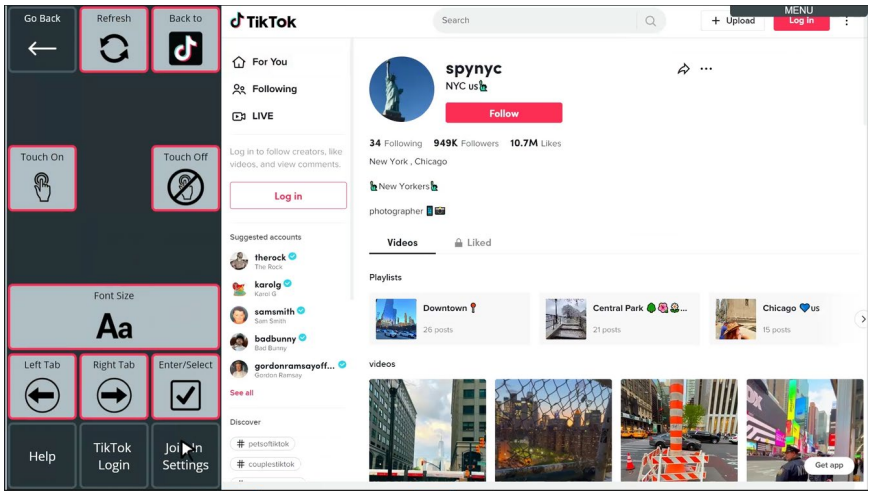 Go Back
Refresh
Back to
Touch On
Touch Off
Font Size
Aa
Left Tab
Right Tab
Enter/Select
Help
TikTok
Login
Settings
TikTok
Search
+ Upload
MENU
Log in
For You
Following
LIVE
Log in to follow creators, like
videos, and view comments.
Log in
Suggested accounts
therock
The Rock
karolg
Karol G
samsmith
Sam Smith
badbunny
Bad Bunny
gordonramsayoff...
Gordon Ramsay
See all
Discover
# petsoftiktok
# couplestiktok
spynyc
NYC us🗽
Follow
34 Following 949K Followers 10.7M Likes
New York , Chicago
🗽New Yorkers🗽
photographer 📱📷
Videos
Liked
Playlists
Downtown📍
26 posts
Central Park 🌳🌺...
21 posts
Chicago 💙us
15 posts
videos
Get app